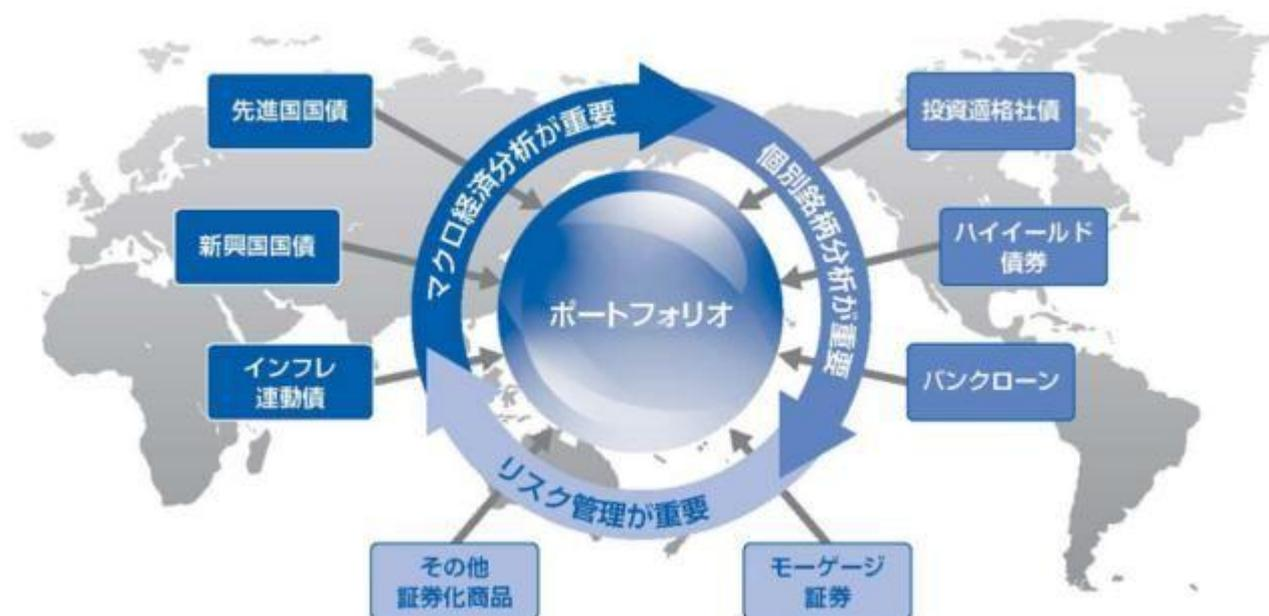 先進国国債
新興国国債
インフレ
連動債
マクロ経済分析が重要
ポートフォリオ
個別銘柄分析が重要
投資適格社債
ハイイールド
債券
バンクローン
リスク管理が重要
その他
証券化商品
モーゲージ
証券